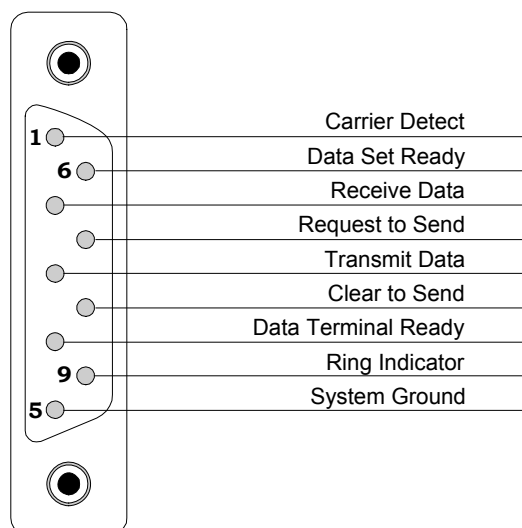 1 Carrier Detect
6 Data Set Ready
Receive Data
Request to Send
Transmit Data
Clear to Send
Data Terminal Ready
9 Ring Indicator
5 System Ground